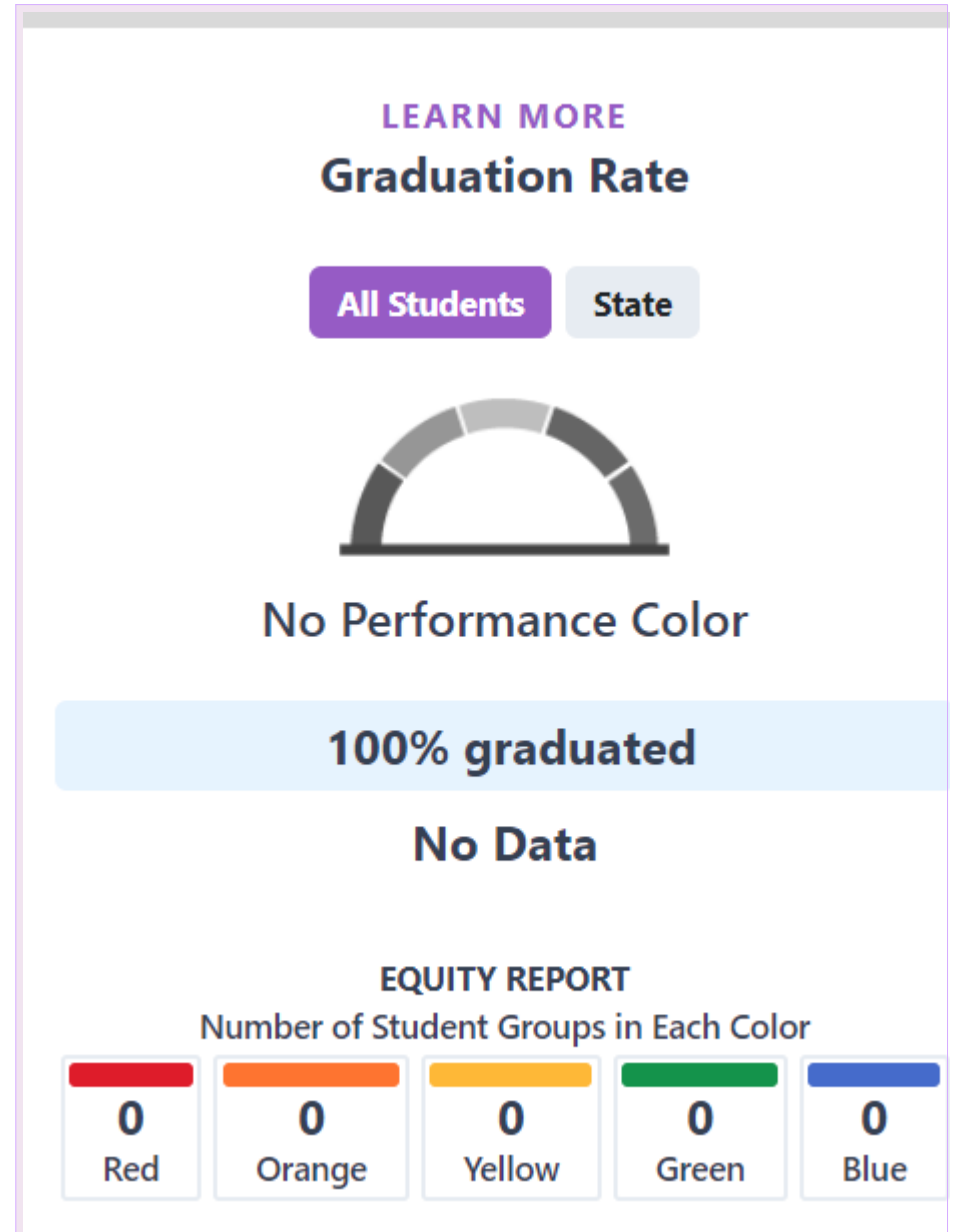 LEARN MORE
Graduation Rate
All Students State
No Performance Color
100% graduated
No Data
EQUITY REPORT
Number of Student Groups in Each Color
0 0 0 0 0
Red Orange Yellow Green Blue